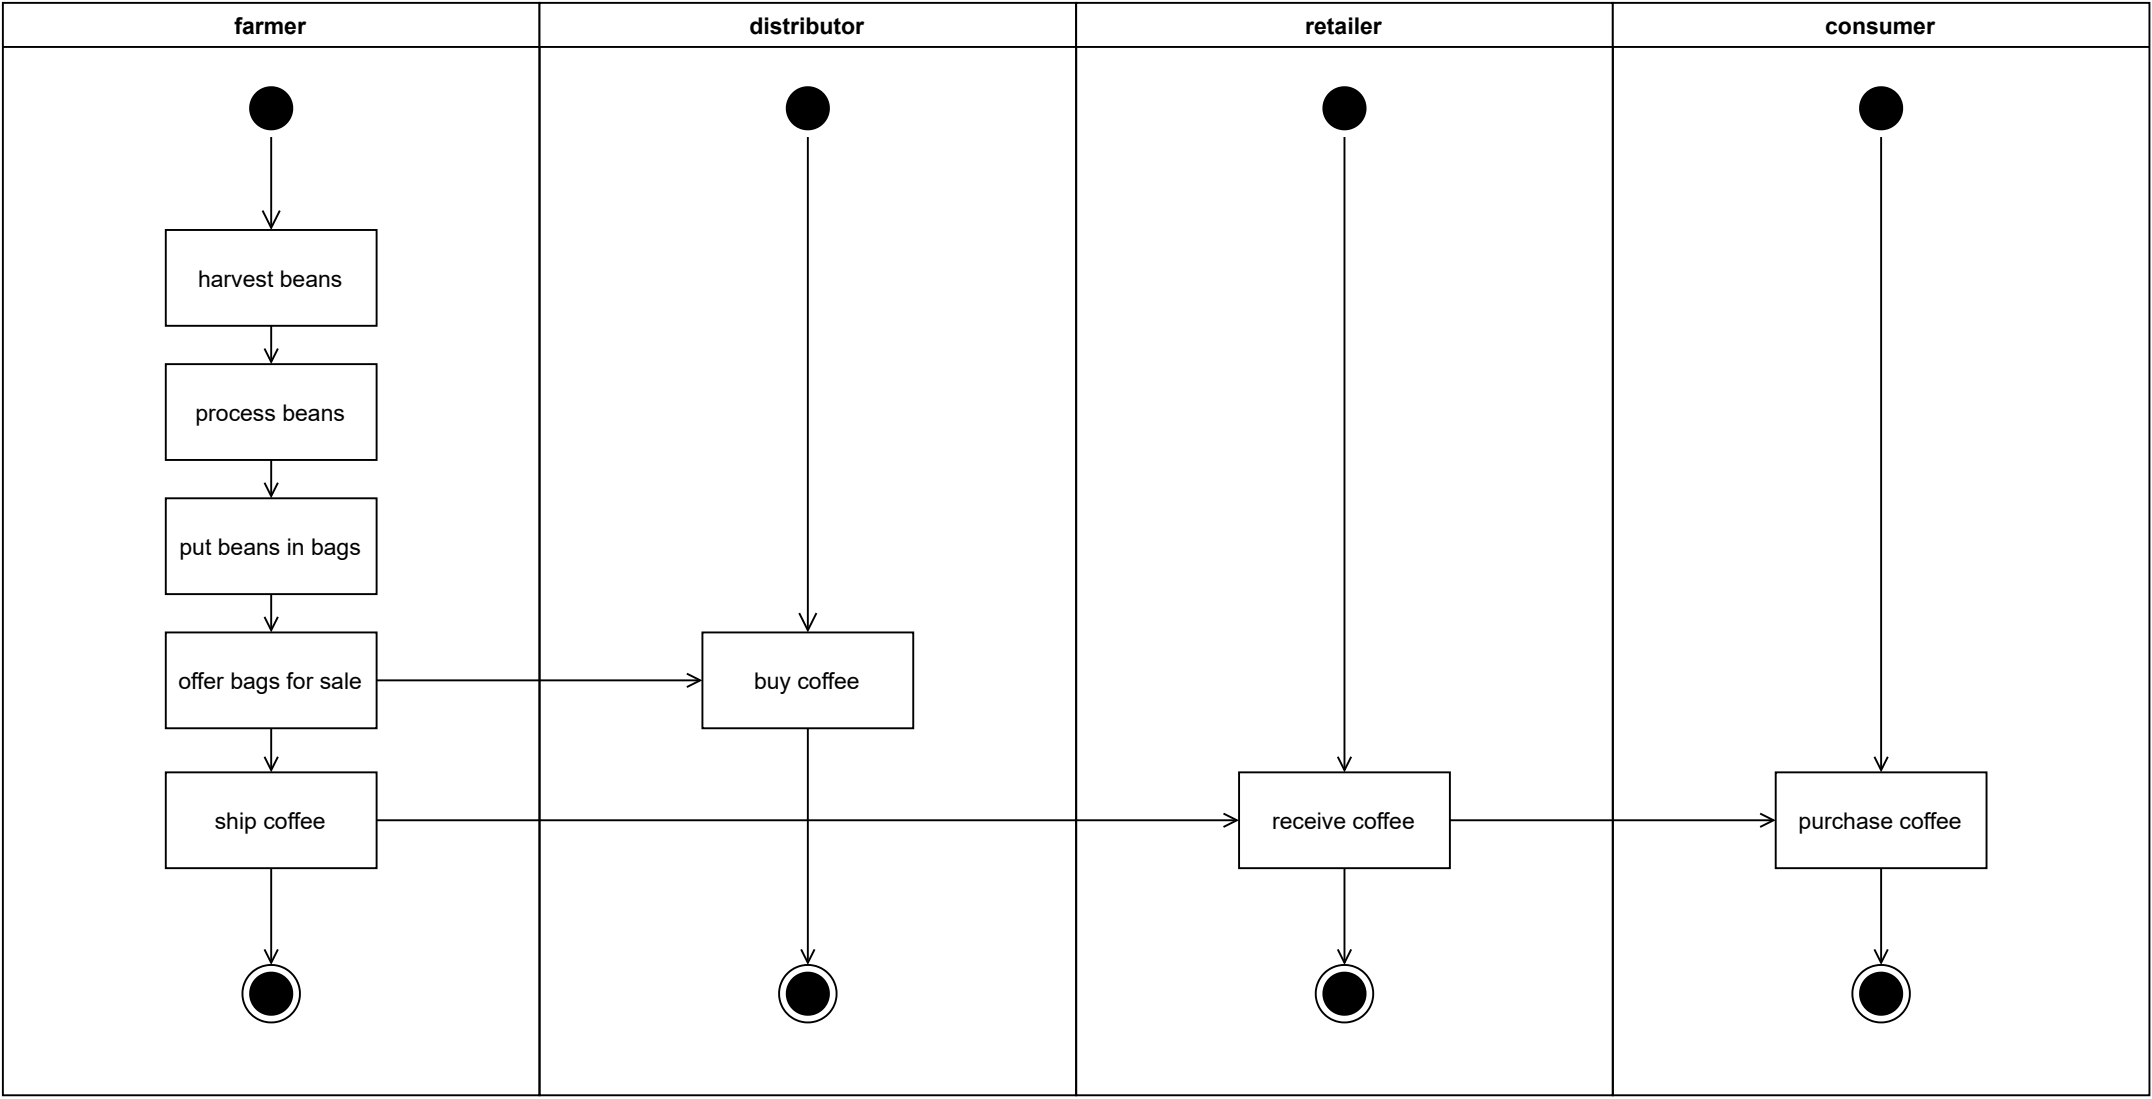 farmer
distributor
retailer
consumer
harvest beans
process beans
put beans in bags
offer bags for sale
buy coffee
ship coffee
receive coffee
purchase coffee